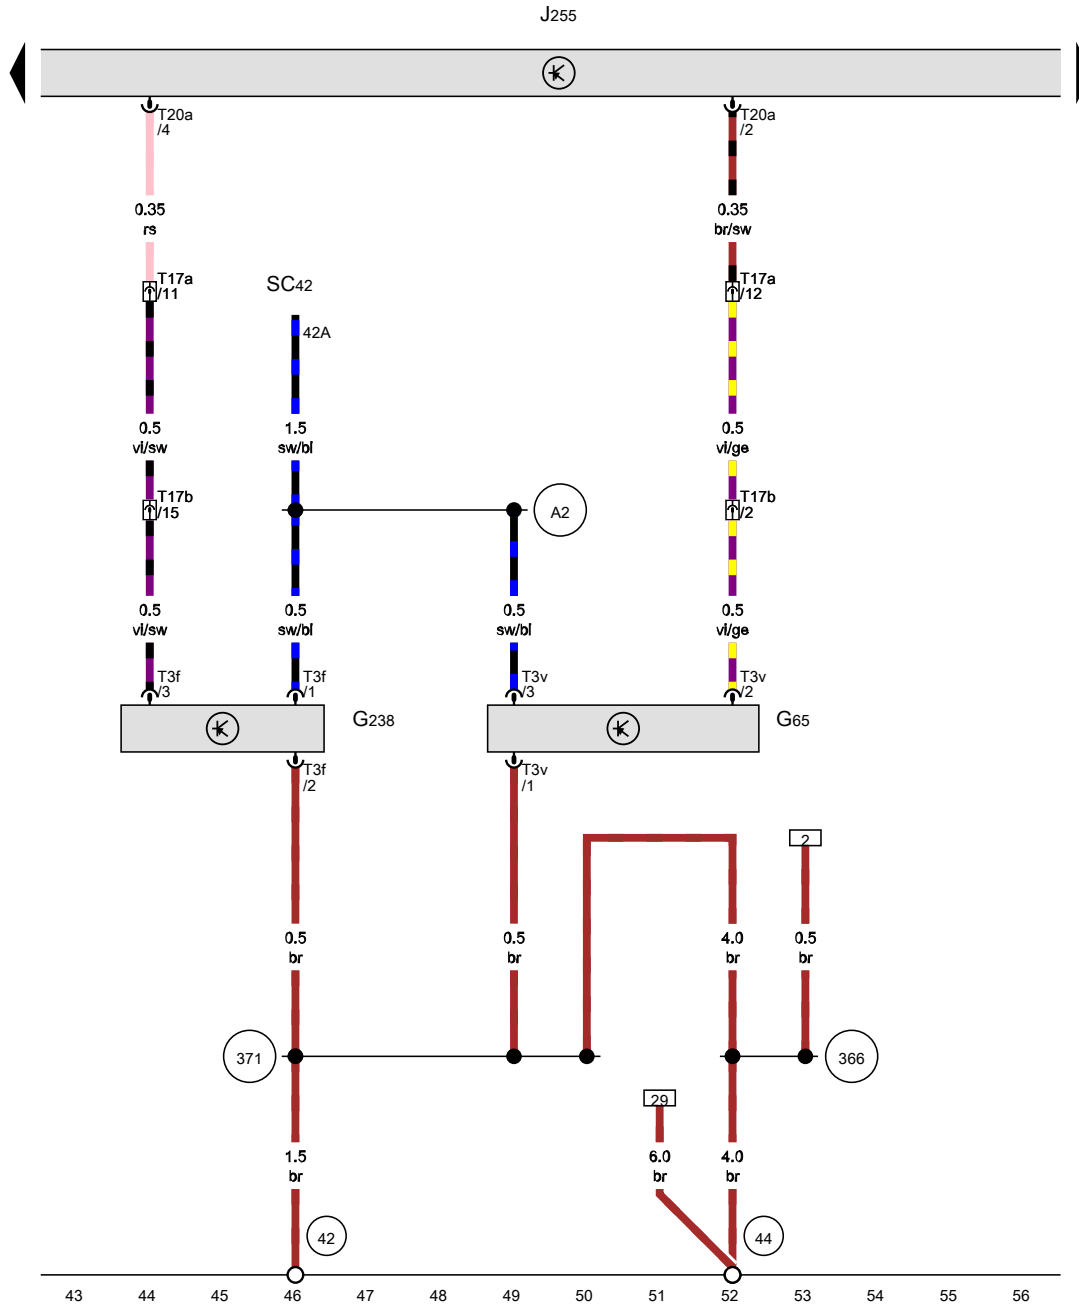 J255
T20a
/4
T20a
/2
0.35
rs
0.35
br/sw
T17a
/11
SC42
T17a
/12
42A
0.5
vi/sw
1.5
sw/bl
0.5
vi/ge
T17b
/15
A2
T17b
/2
0.5
vi/sw
0.5
sw/bl
0.5
sw/bl
0.5
vi/ge
T3f
/3
T3f
/1
T3v
/3
T3v
/2
G238
G65
T3f
/2
T3v
/1
2
0.5
br
0.5
br
4.0
br
0.5
br
371
366
29
1.5
br
6.0
br
4.0
br
42
44
43 44 45 46 47 48 49 50 51 52 53 54 55 56